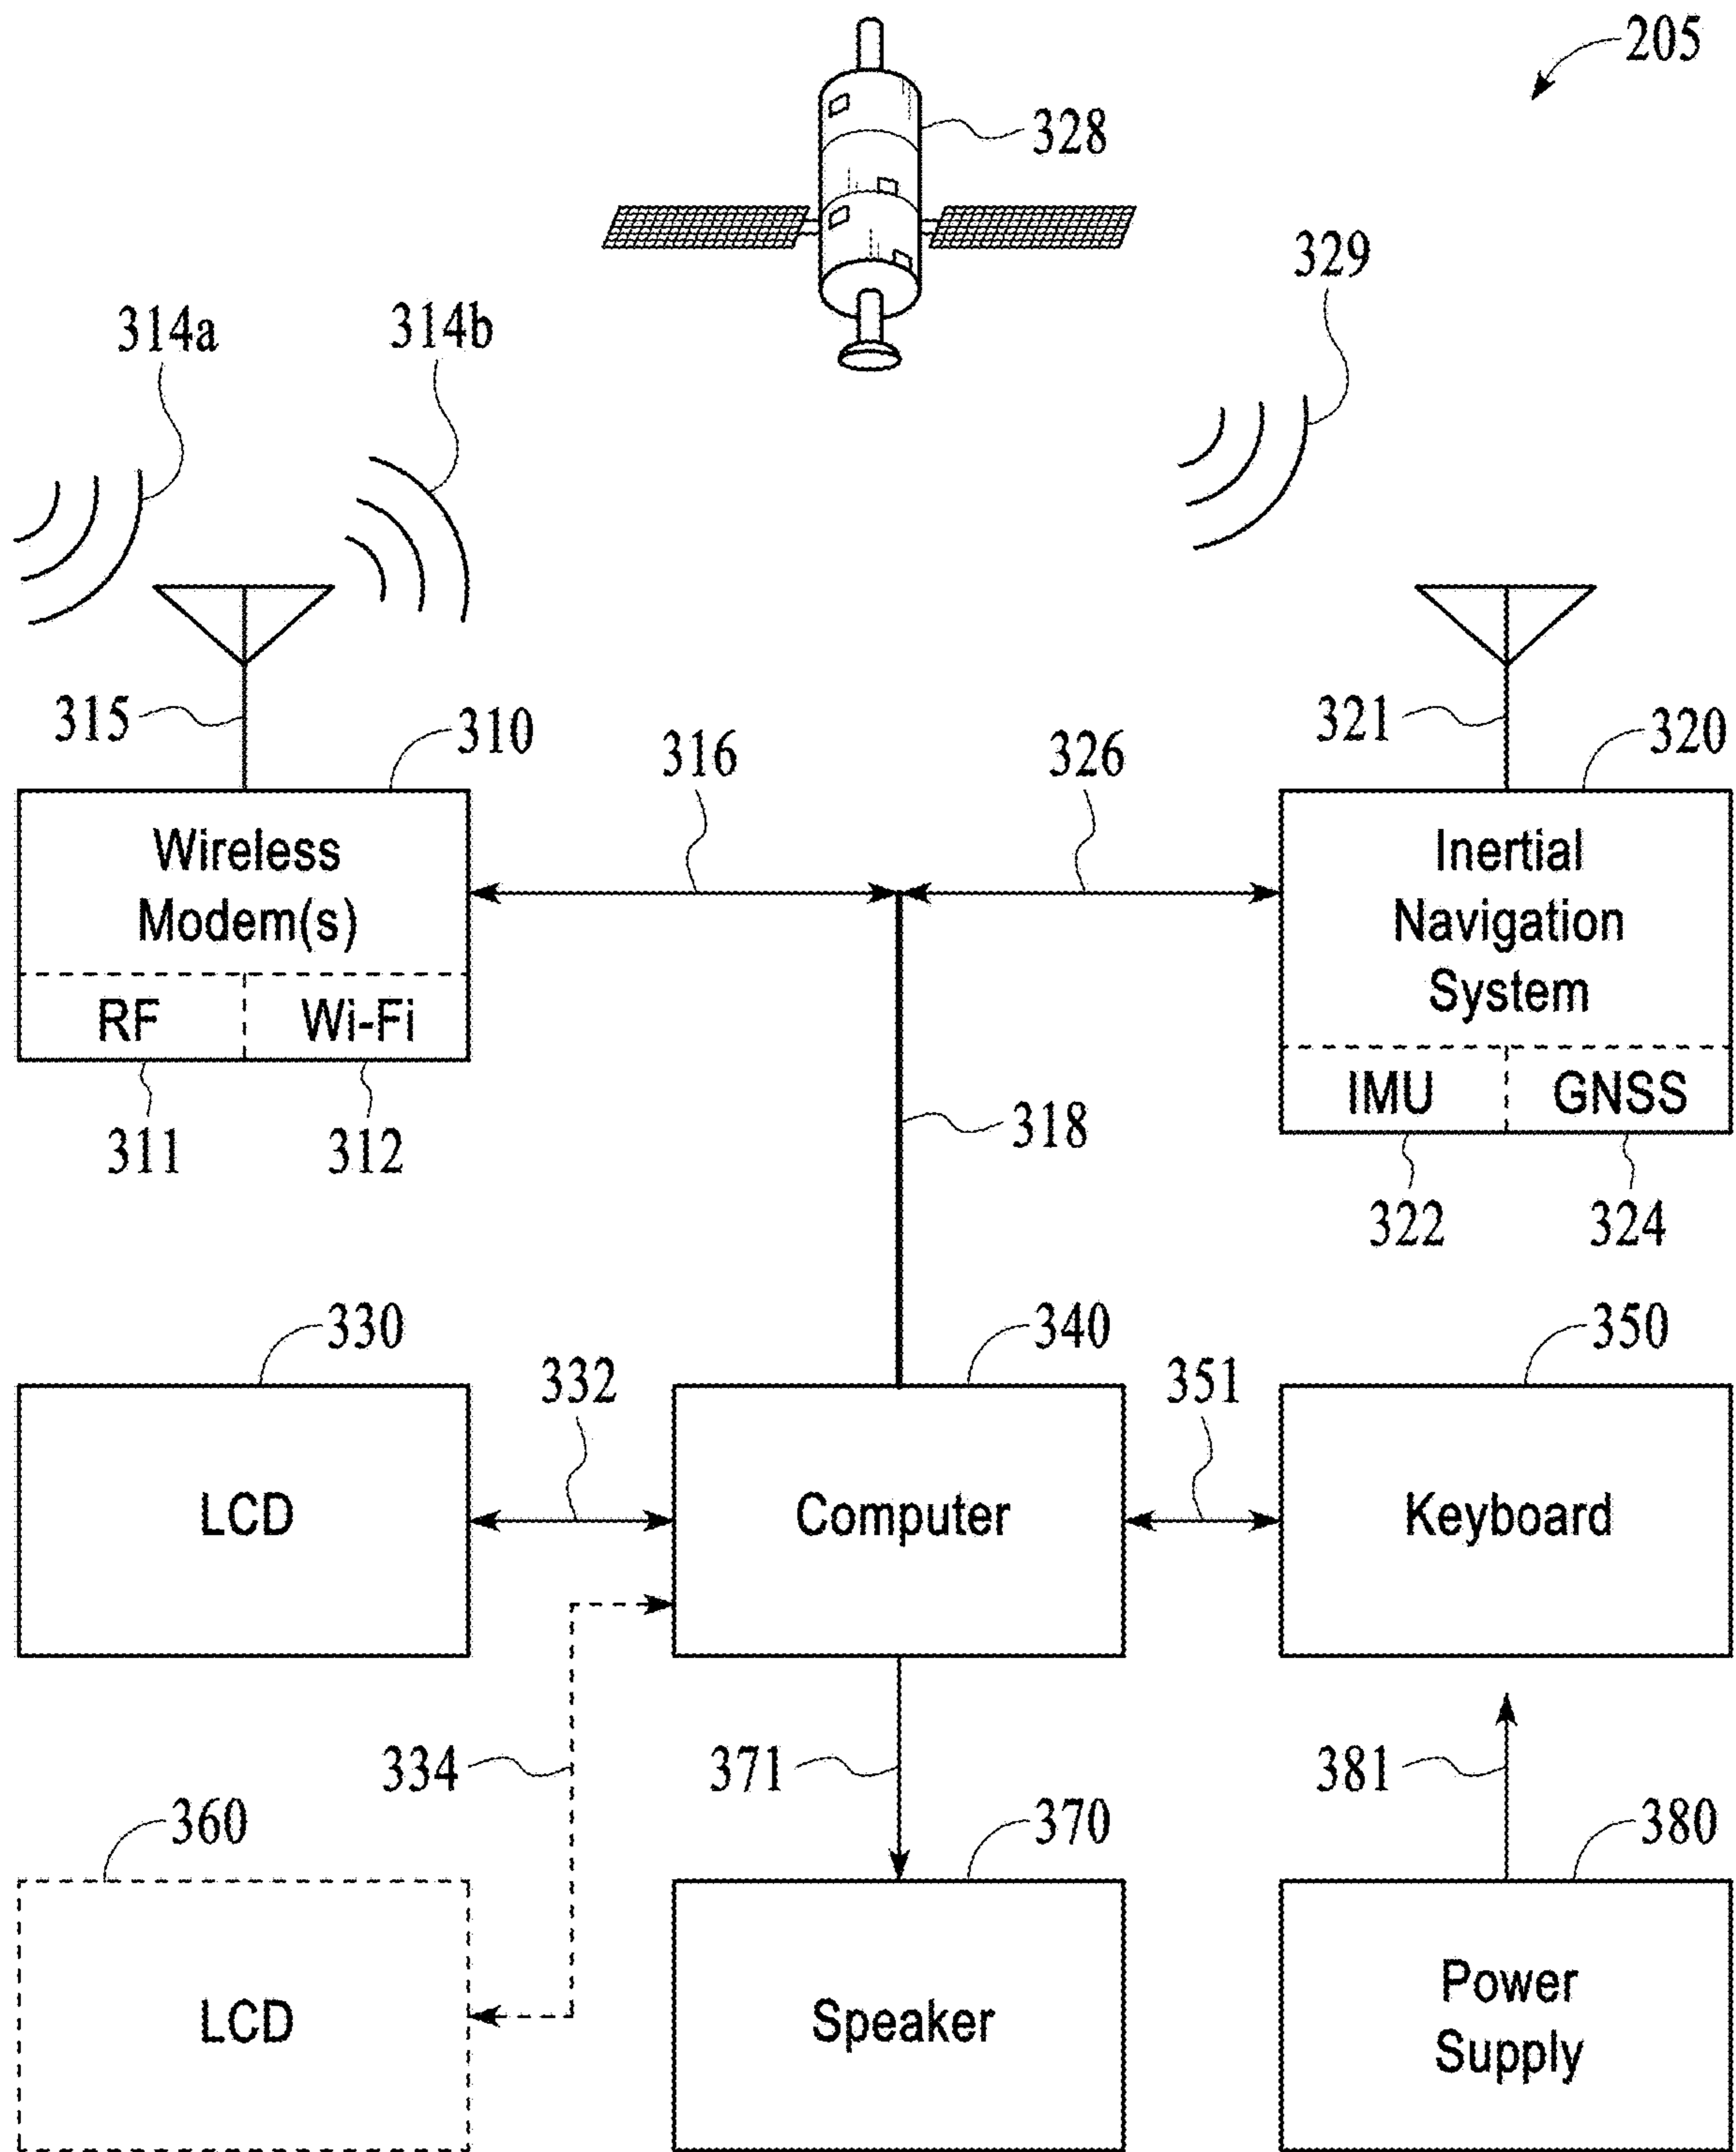 205
328
329
314a
314b
315
310
316
326
321
320
Wireless
Modem(s)
RF
Wi-Fi
Inertial
Navigation
System
IMU
GNSS
311
312
318
322
324
330
332
340
351
350
LCD
Computer
Keyboard
334
371
381
360
370
380
LCD
Speaker
Power
Supply